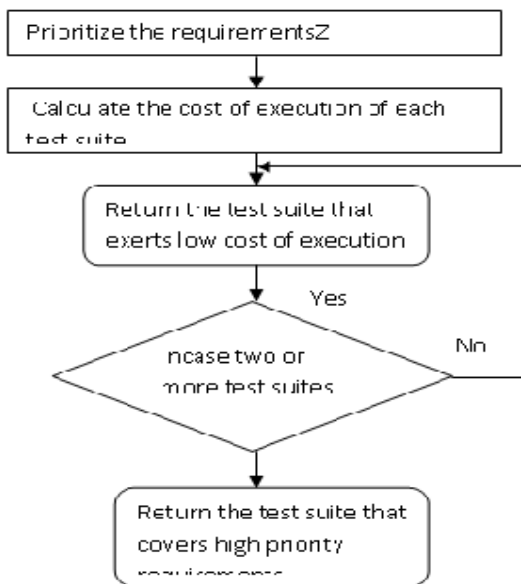 Prioritize the requirementsZ
Calculate the cost of execution of each
test suite
Return the test suite that
exerts low cost of execution
Yes
No
ncase two or
more test suites
Return the test suite that
covers high priority
requirements